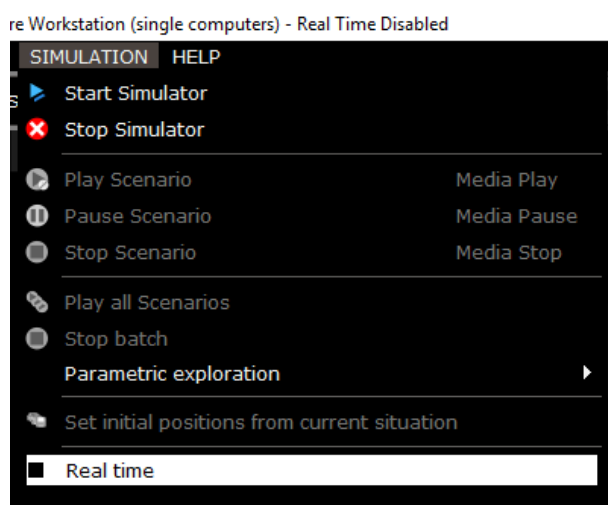 re Workstation (single computers) - Real Time Disabled
SIMULATION HELP
s
Start Simulator
Stop Simulator
Play Scenario Media Play
Pause Scenario Media Pause
Stop Scenario Media Stop
Play all Scenarios
Stop batch
Parametric exploration
Set initial positions from current situation
Real time